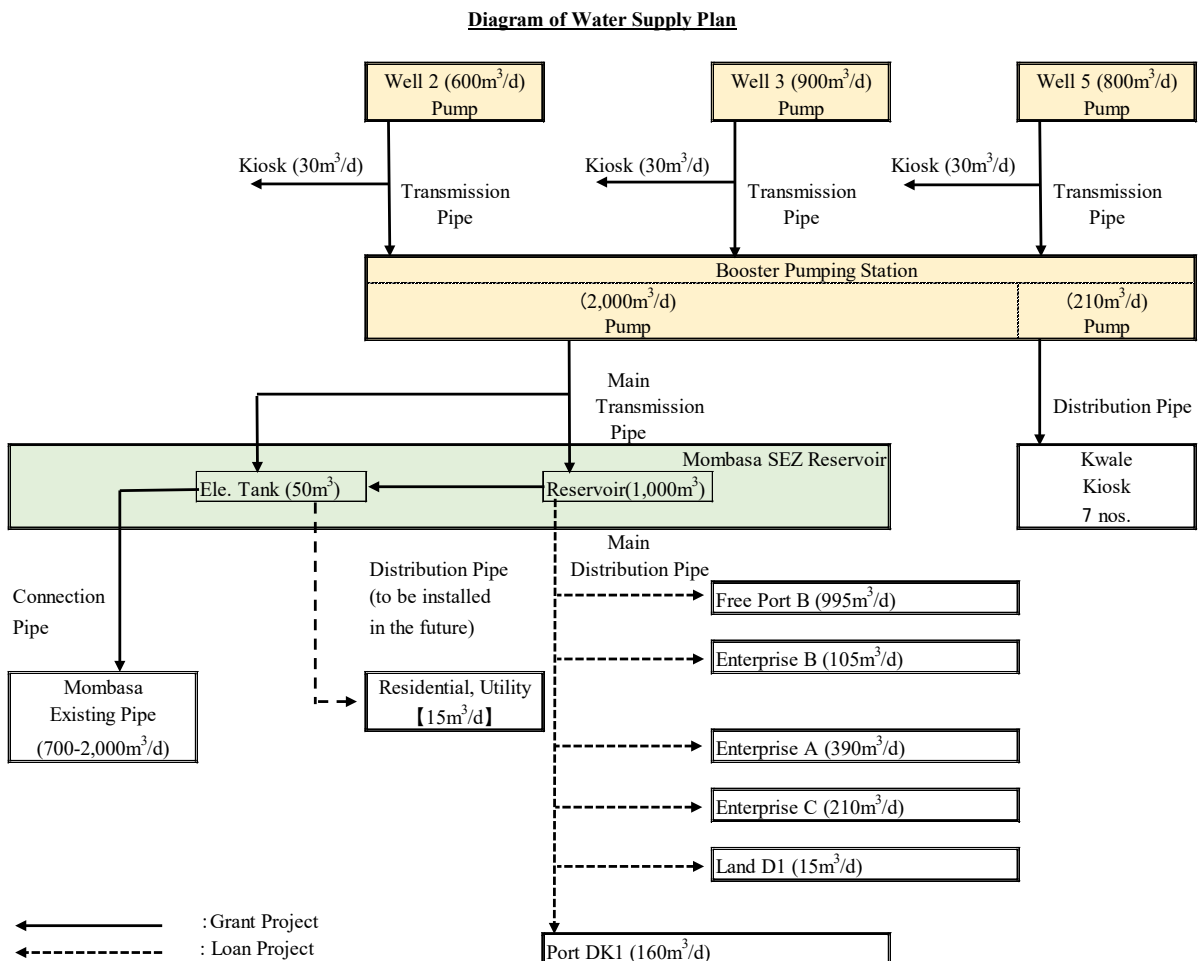 Diagram of Water Supply Plan
Well 2 (600m³/d)
Pump
Well 3 (900m³/d)
Pump
Well 5 (800m³/d)
Pump
Kiosk (30m³/d)
Kiosk (30m³/d)
Kiosk (30m³/d)
Transmission
Pipe
Transmission
Pipe
Transmission
Pipe
Booster Pumping Station
(2,000m³/d)
Pump
(210m³/d)
Pump
Main
Transmission
Pipe
Distribution Pipe
Mombasa SEZ Reservoir
Ele. Tank (50m³)
Reservoir(1,000m³)
Kwale
Kiosk
7 nos.
Main
Distribution Pipe
Connection
Pipe
Distribution Pipe
(to be installed
in the future)
Free Port B (995m³/d)
Enterprise B (105m³/d)
Mombasa
Existing Pipe
(700-2,000m³/d)
Residential, Utility
【15m³/d】
Enterprise A (390m³/d)
Enterprise C (210m³/d)
Land D1 (15m³/d)
: Grant Project
: Loan Project
Port DK1 (160m³/d)